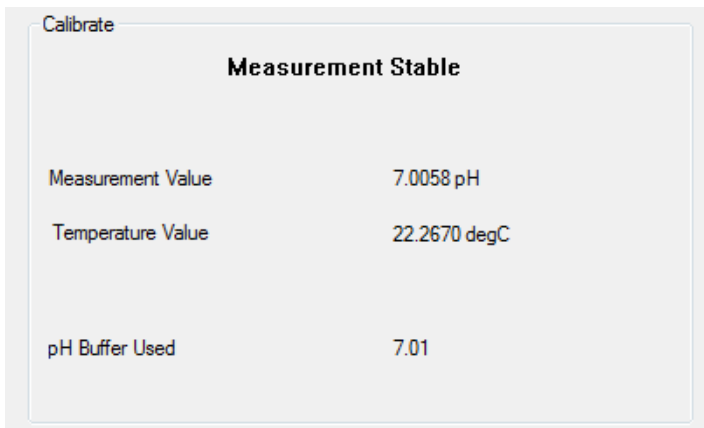 Calibrate
Measurement Stable
Measurement Value 7.0058 pH
Temperature Value 22.2670 degC
pH Buffer Used 7.01